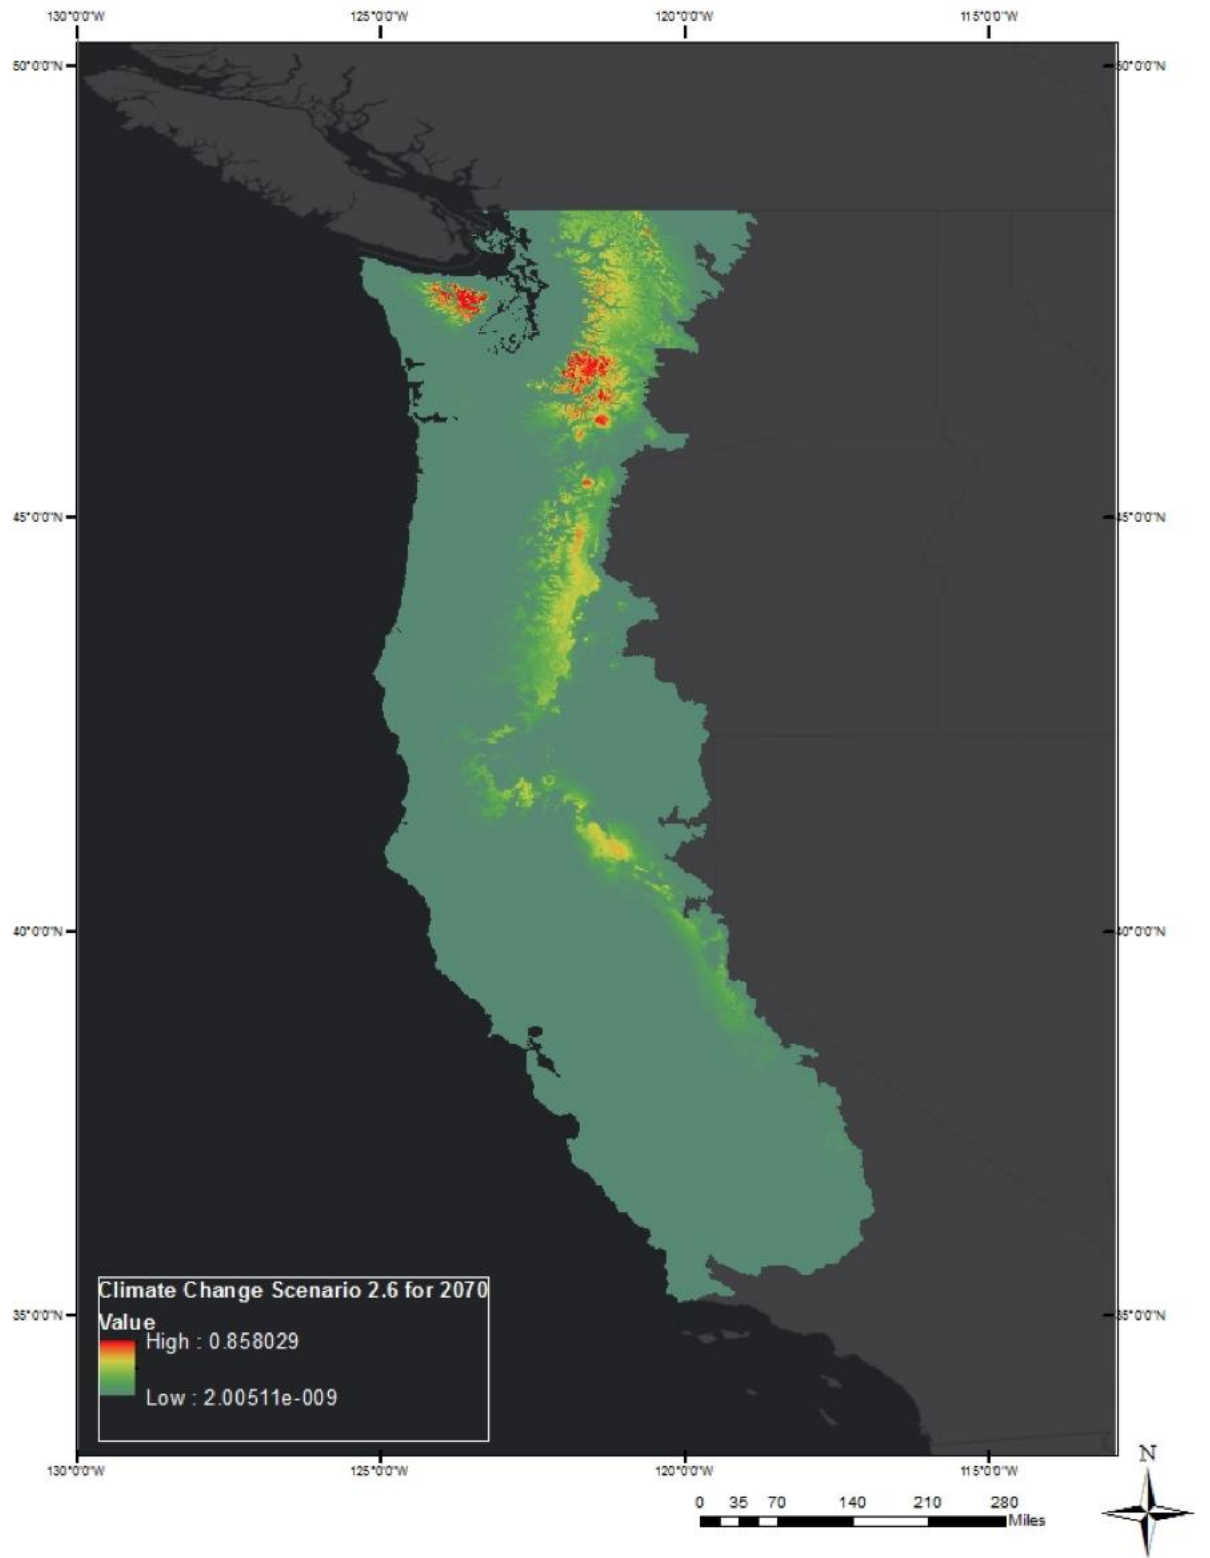 130°0'0"W 125°0'0"W 120°0'0"W 115°0'0"W
50°0'0"N 50°0'0"N
45°0'0"N 45°0'0"N
40°0'0"N 40°0'0"N
35°0'0"N 35°0'0"N
Climate Change Scenario 2.6 for 2070
Value
High : 0.858029
Low : 2.00511e-009
130°0'0"W 125°0'0"W 120°0'0"W 115°0'0"W
N
0 35 70 140 210 280
Miles